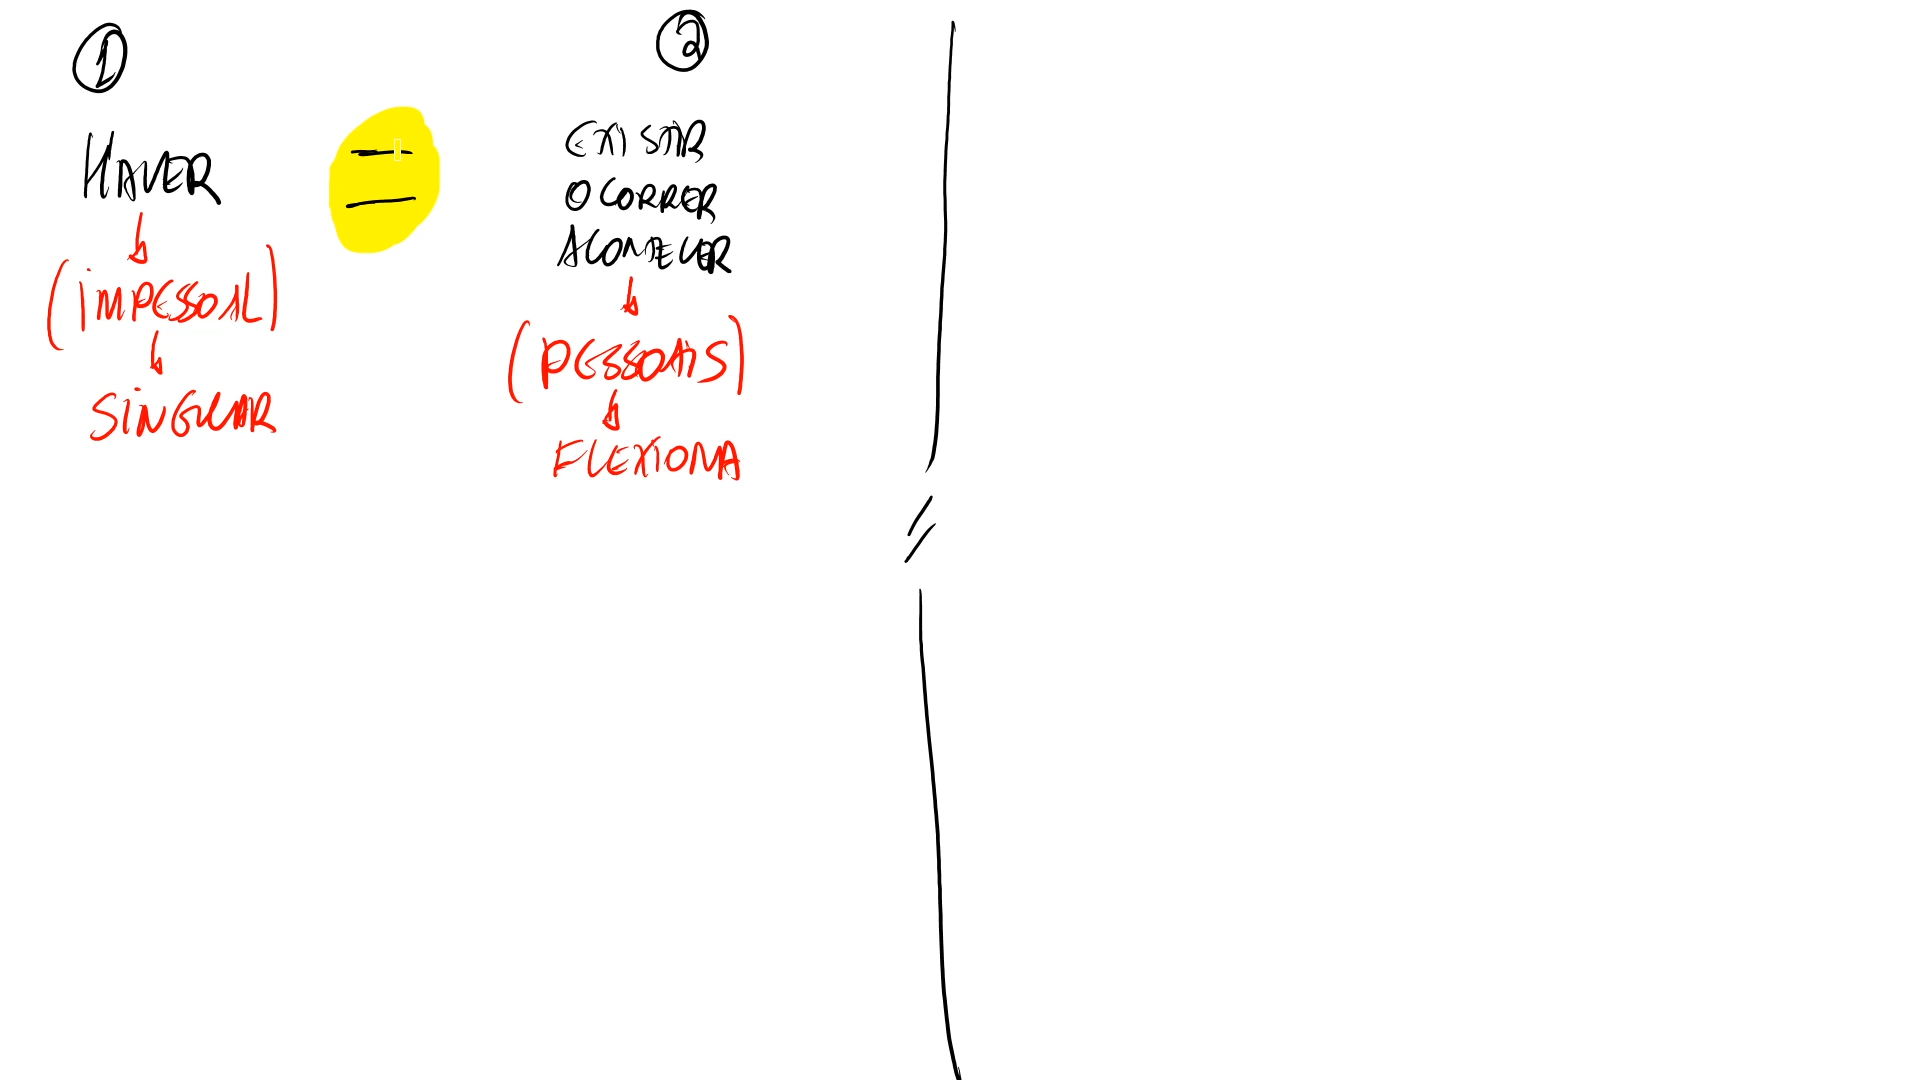 1
HAVER
=
(IMPESSOAL)
SINGULAR
2
EXISTIR
OCORRER
ACONTECER
(PESSOAIS)
FLEXIONA